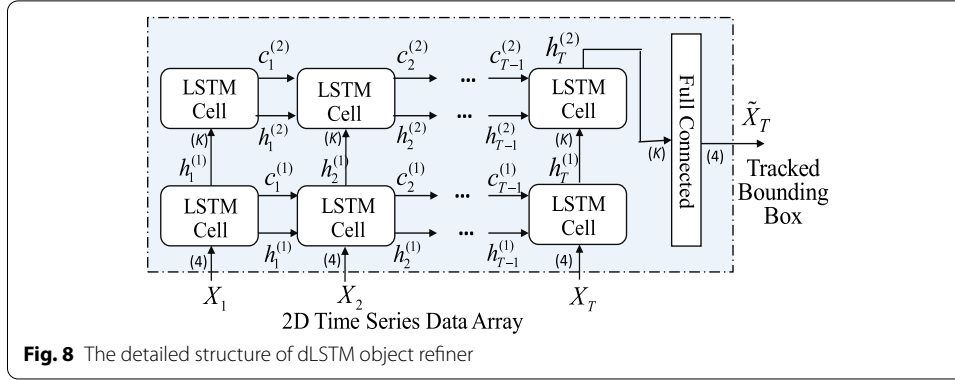 c_1^{(2)} c_2^{(2)} c_{T-1}^{(2)} h_T^{(2)}
LSTM Cell LSTM Cell ... LSTM Cell
h_1^{(2)} h_2^{(2)} ... h_{T-1}^{(2)}
(K) (K) (K)
h_1^{(1)} h_2^{(1)} h_T^{(1)}
c_1^{(1)} c_2^{(1)} c_{T-1}^{(1)}
LSTM Cell LSTM Cell ... LSTM Cell
h_1^{(1)} h_2^{(1)} ... h_{T-1}^{(1)}
(4) (4) (4)
X_1 X_2 X_T
2D Time Series Data Array
(K)
Full Connected
(4)
X̃_T
Tracked
Bounding
Box
Fig. 8 The detailed structure of dLSTM object refiner